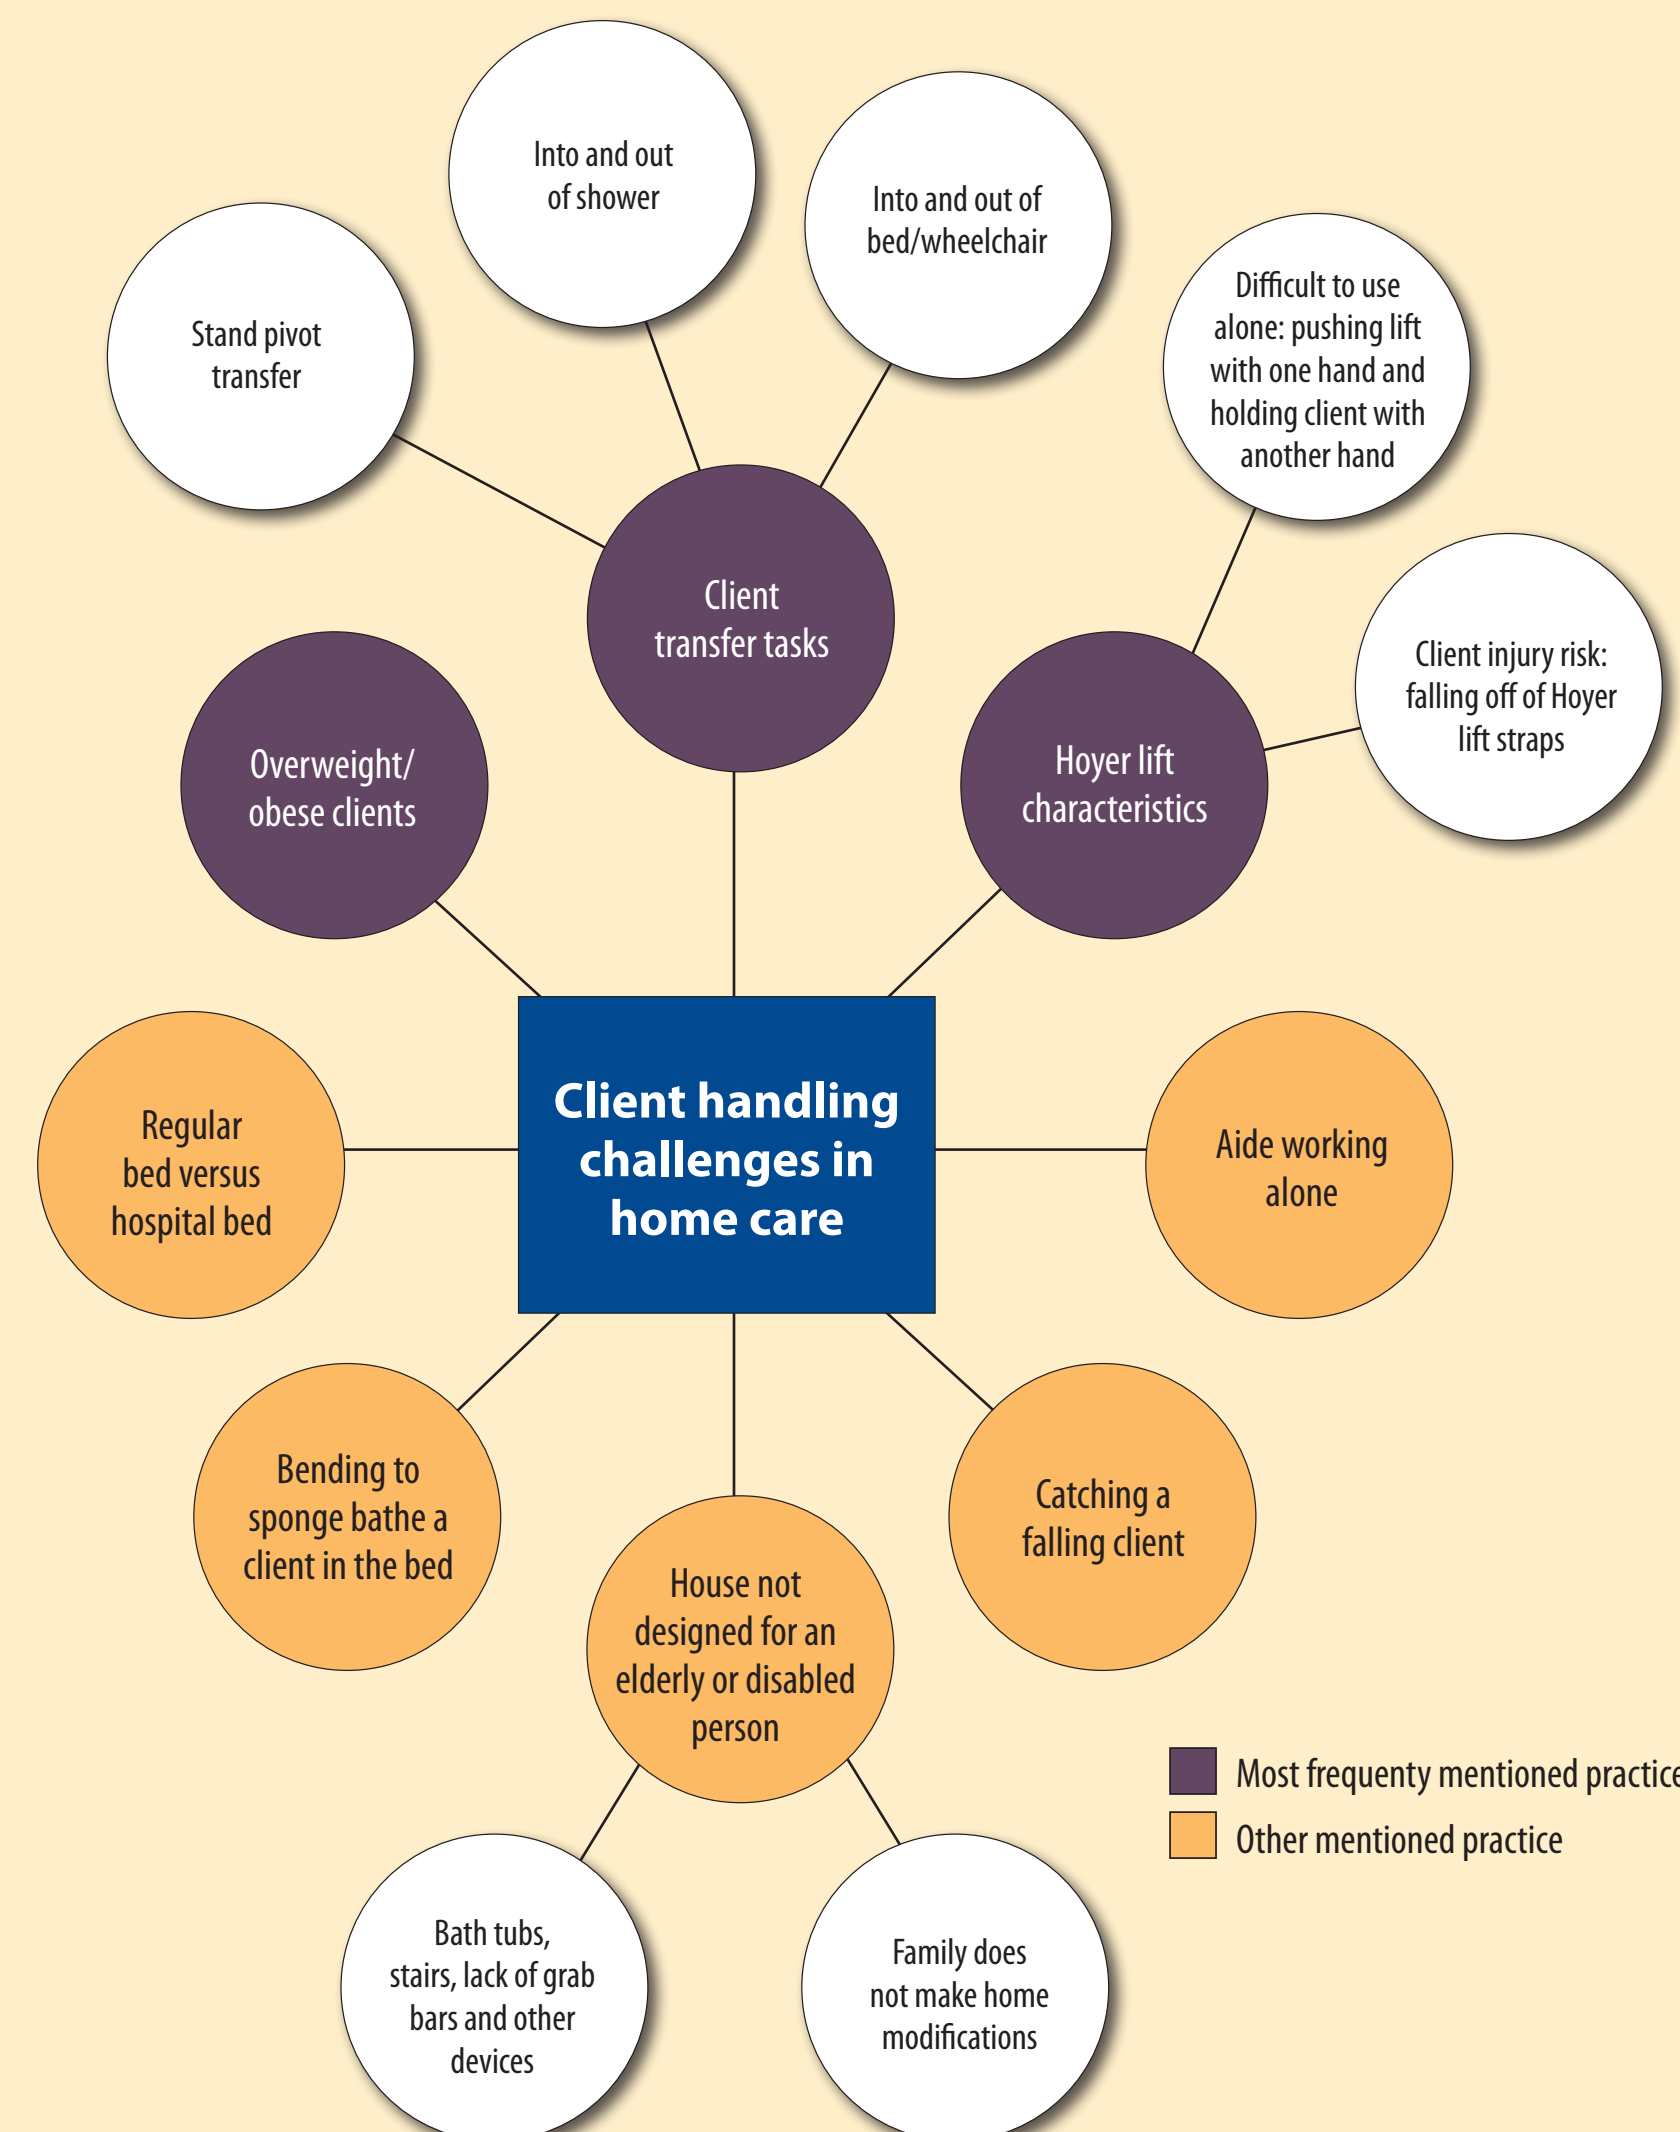 Into and out
of shower
Into and out of
bed/wheelchair
Stand pivot
transfer
Difficult to use
alone: pushing lift
with one hand and
holding client with
another hand
Client
transfer tasks
Client injury risk:
falling off of Hoyer
lift straps
Overweight/
obese clients
Hoyer lift
characteristics
Client handling
challenges in
home care
Regular
bed versus
hospital bed
Aide working
alone
Bending to
sponge bathe a
client in the bed
Catching a
falling client
House not
designed for an
elderly or disabled
person
Most frequenty mentioned practice
Other mentioned practice
Bath tubs,
stairs, lack of grab
bars and other
devices
Family does
not make home
modifications